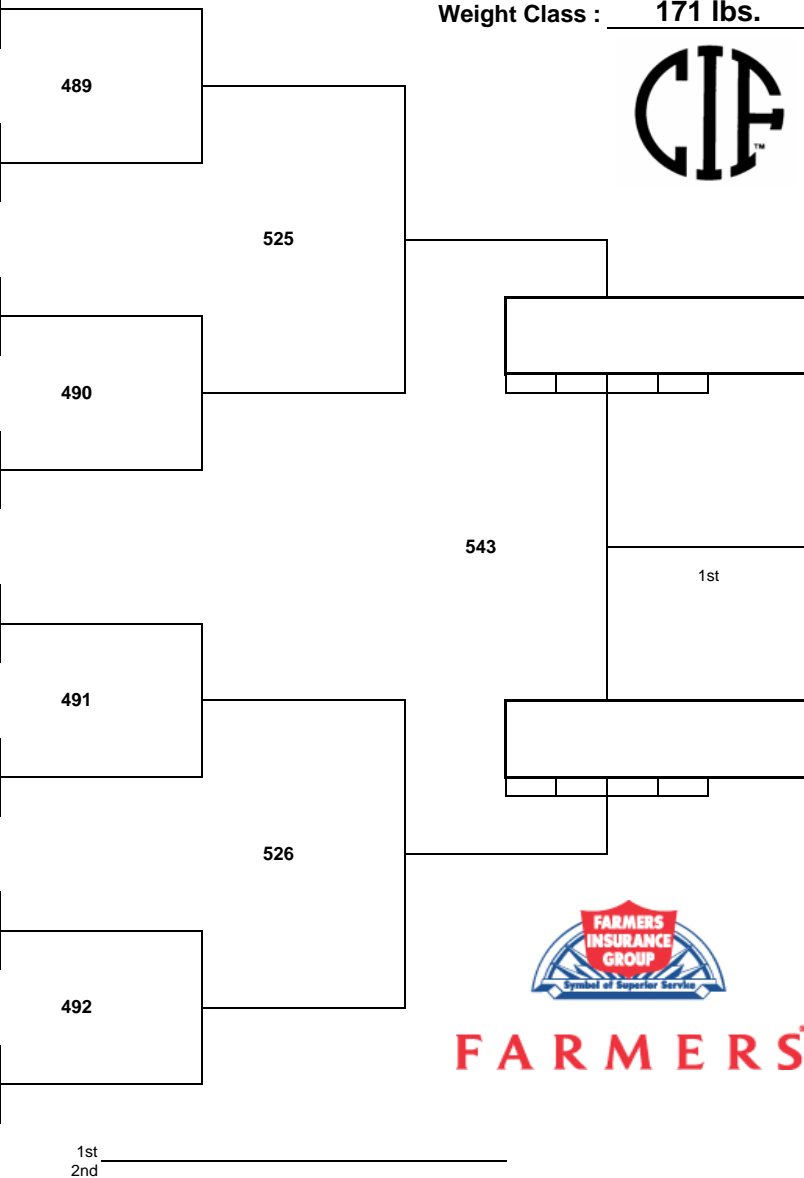 Weight Class : 171 lbs.
CIF™
489
525
490
543
1st
491
526
FARMERS
INSURANCE
GROUP
Symbol of Superior Service
492
FARMERS®
1st
2nd